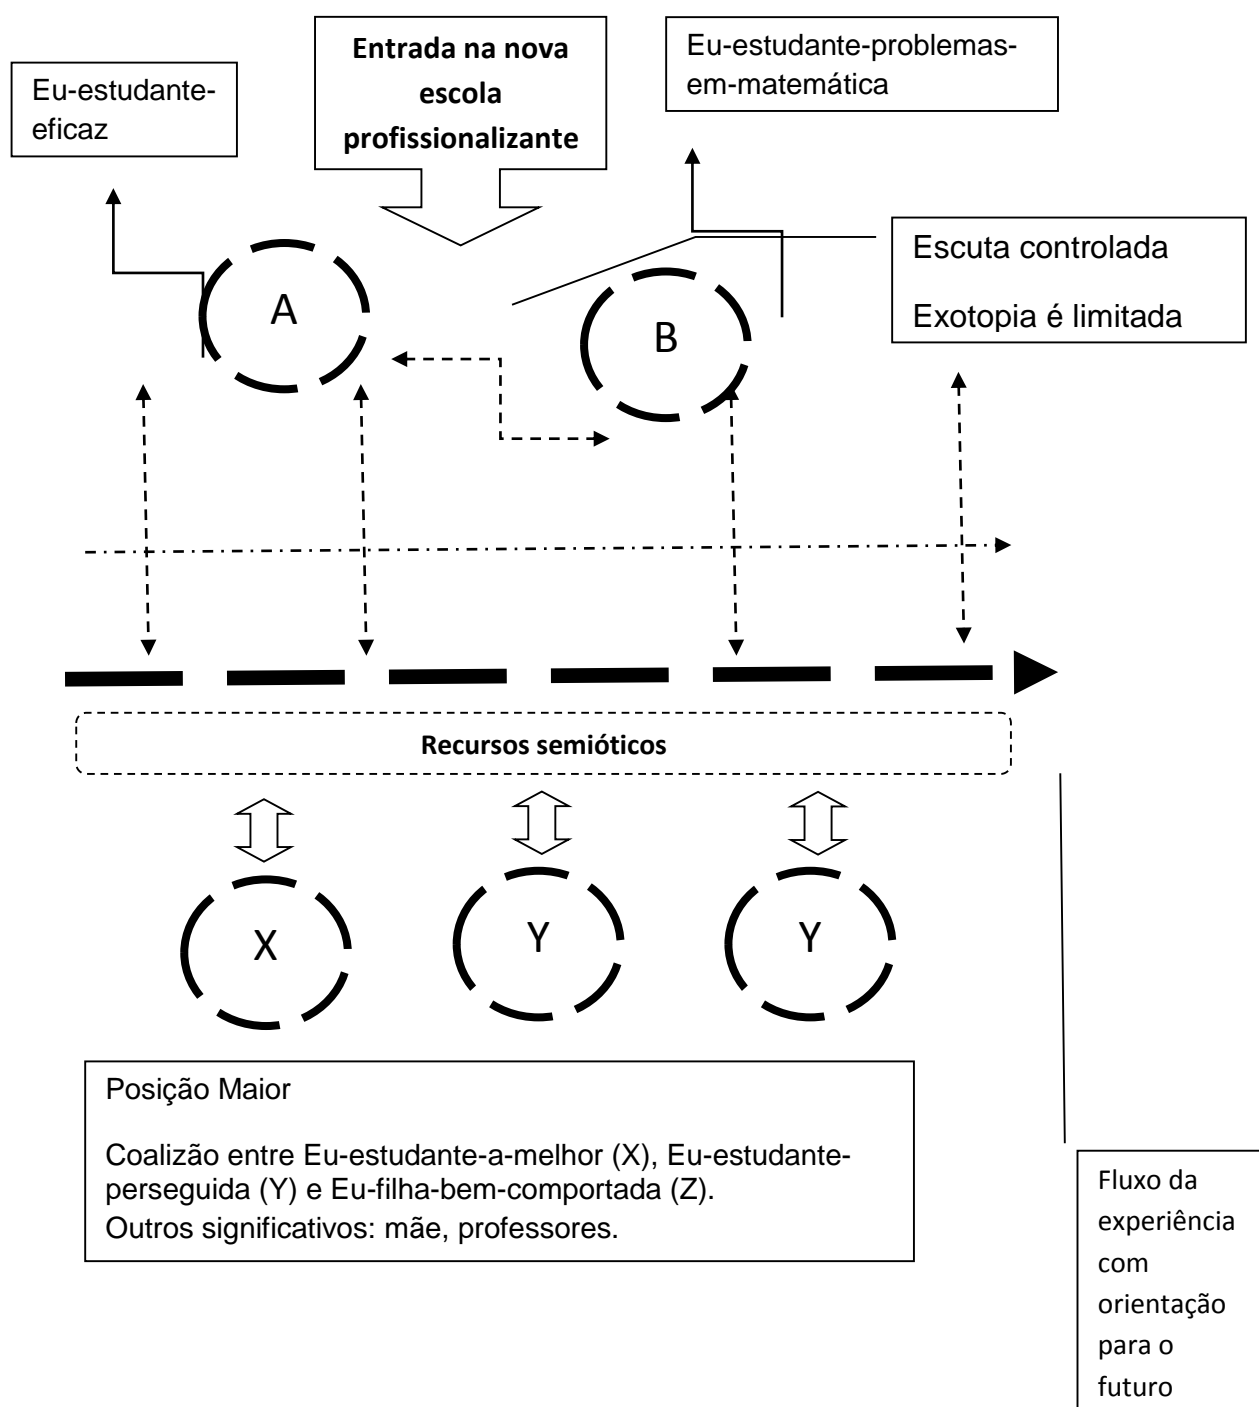 Entrada na nova
escola
profissionalizante
Eu-estudante-problemas-
em-matemática
Eu-estudante-
eficaz
Escuta controlada
Exotopia é limitada
A
B
Recursos semióticos
X
Y
Y
Posição Maior
Coalizão entre Eu-estudante-a-melhor (X), Eu-estudante-
perseguida (Y) e Eu-filha-bem-comportada (Z).
Outros significativos: mãe, professores.
Fluxo da
experiência
com
orientação
para o
futuro